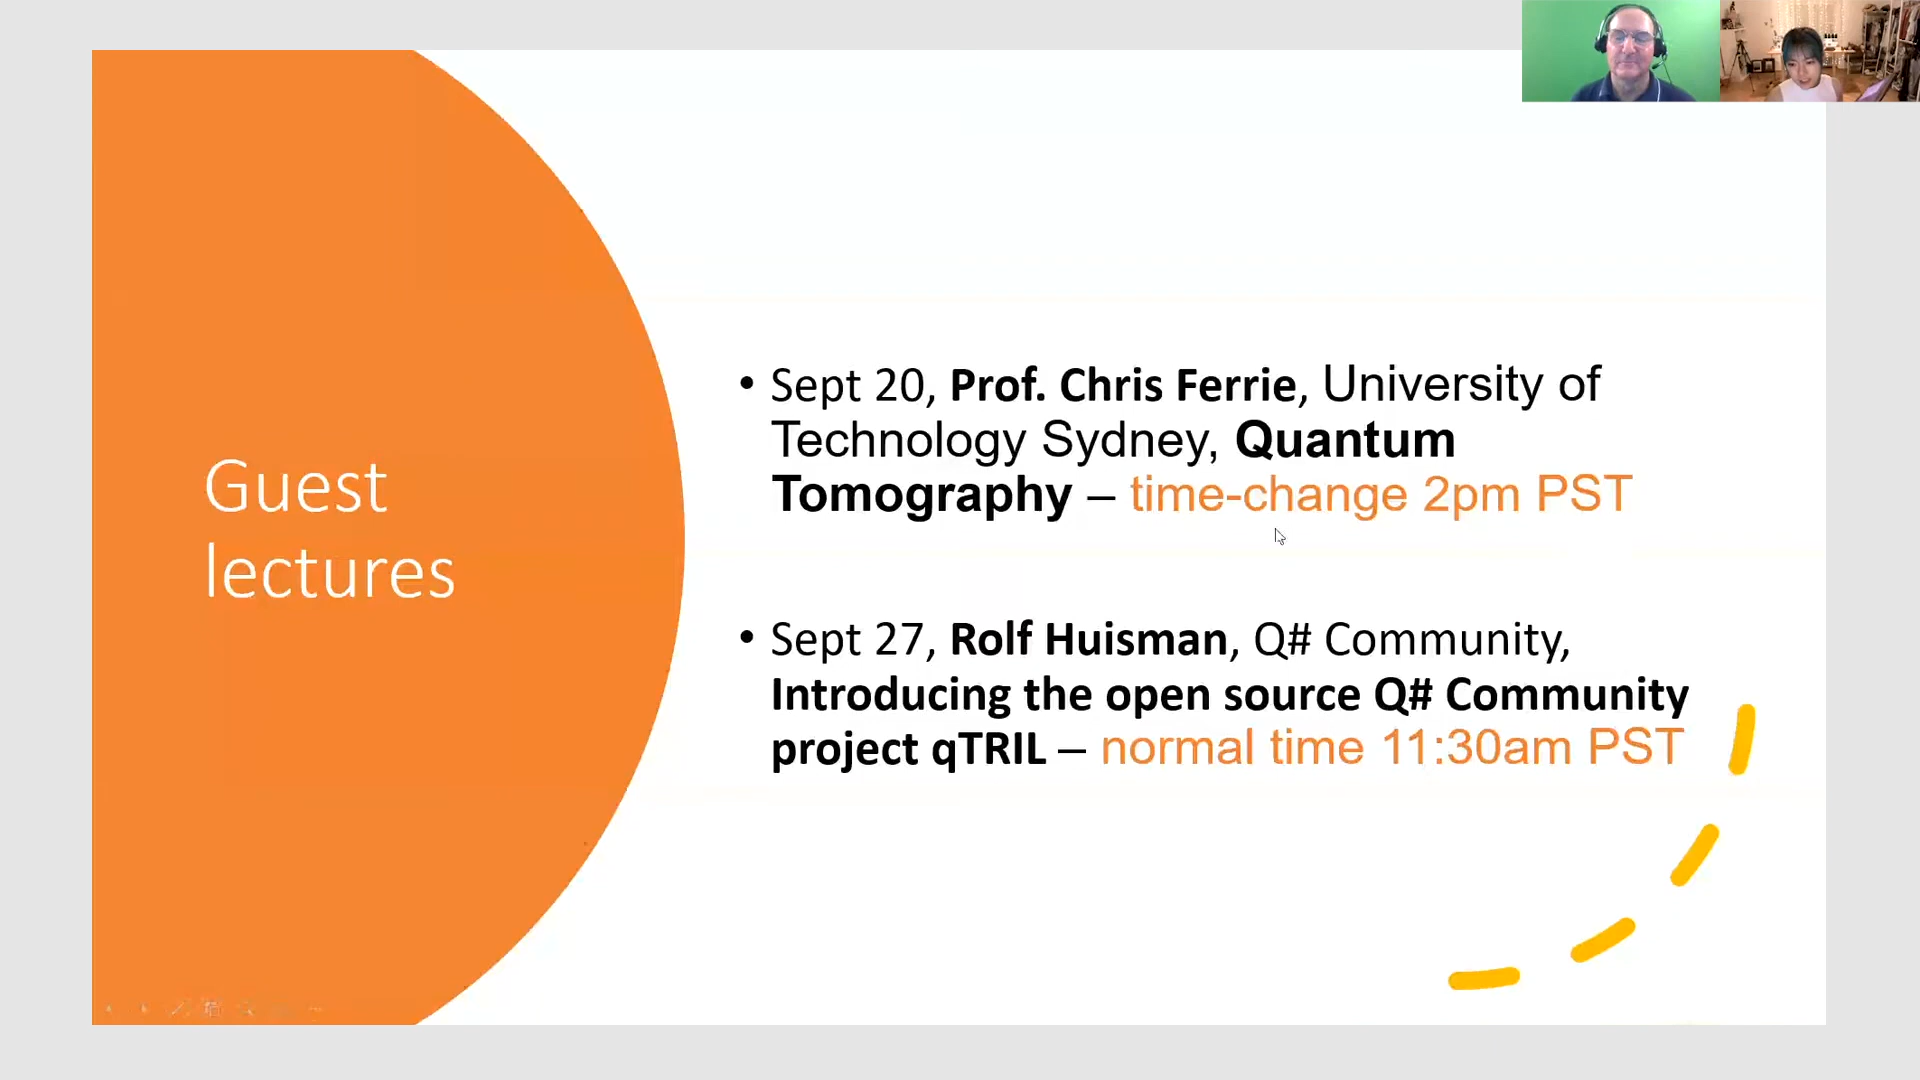 Guest
lectures
• Sept 20, Prof. Chris Ferrie, University of
Technology Sydney, Quantum
Tomography – time-change 2pm PST
• Sept 27, Rolf Huisman, Q# Community,
Introducing the open source Q# Community
project qTRIL – normal time 11:30am PST